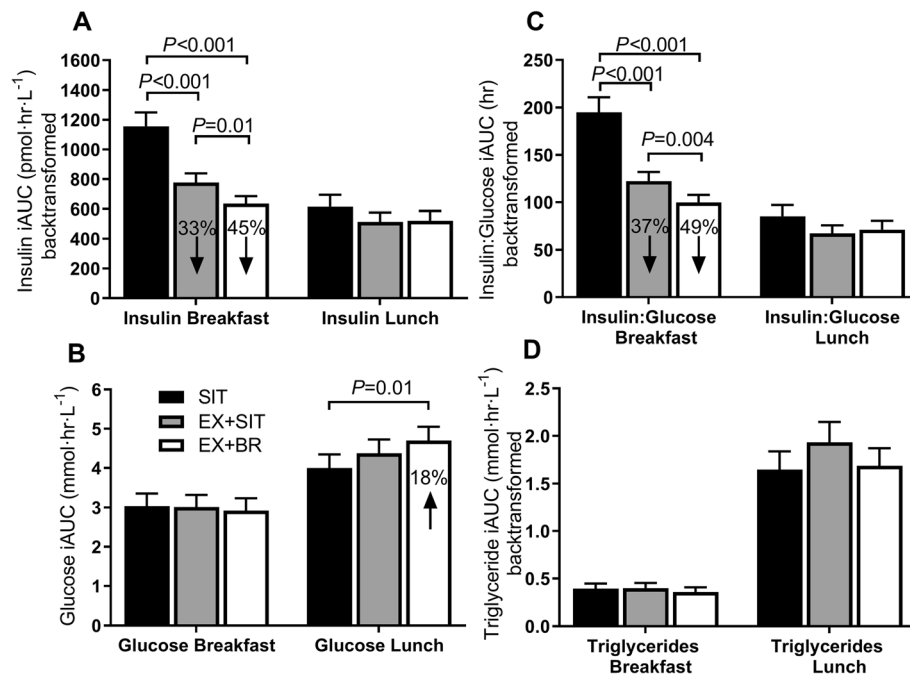 A
P<0.001
P<0.001
P=0.01
Insulin iAUC (pmol·hr·L⁻¹)
backtransformed
1600
1400
1200
1000
800
600
400
200
0
33%
45%
Insulin Breakfast
Insulin Lunch
C
P<0.001
P<0.001
P=0.004
Insulin:Glucose iAUC (hr)
backtransformed
250
200
150
100
50
0
37%
49%
Insulin:Glucose
Breakfast
Insulin:Glucose
Lunch
B
P=0.01
SIT
EX+SIT
EX+BR
Glucose iAUC (mmol·hr·L⁻¹)
6
5
4
3
2
1
0
18%
Glucose Breakfast
Glucose Lunch
D
Triglyceride iAUC (mmol·hr·L⁻¹)
backtransformed
2.5
2.0
1.5
1.0
0.5
0.0
Triglycerides
Breakfast
Triglycerides
Lunch